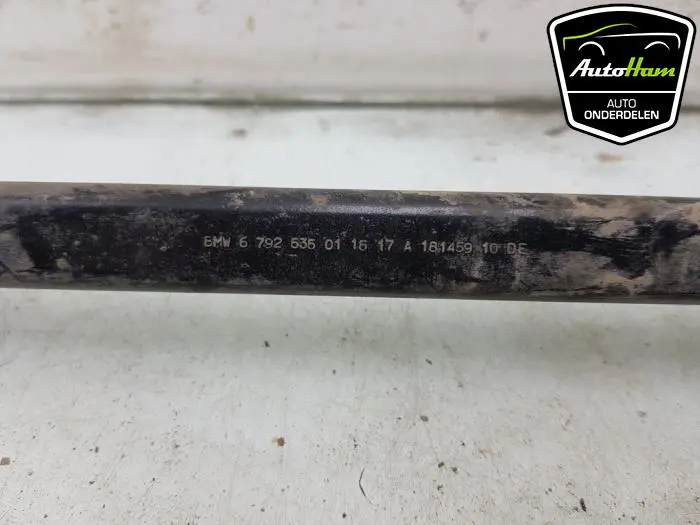 AutoHam
AUTO
ONDERDELEN
BMW 6 792 535 01 16 17 A 181459 10 DE